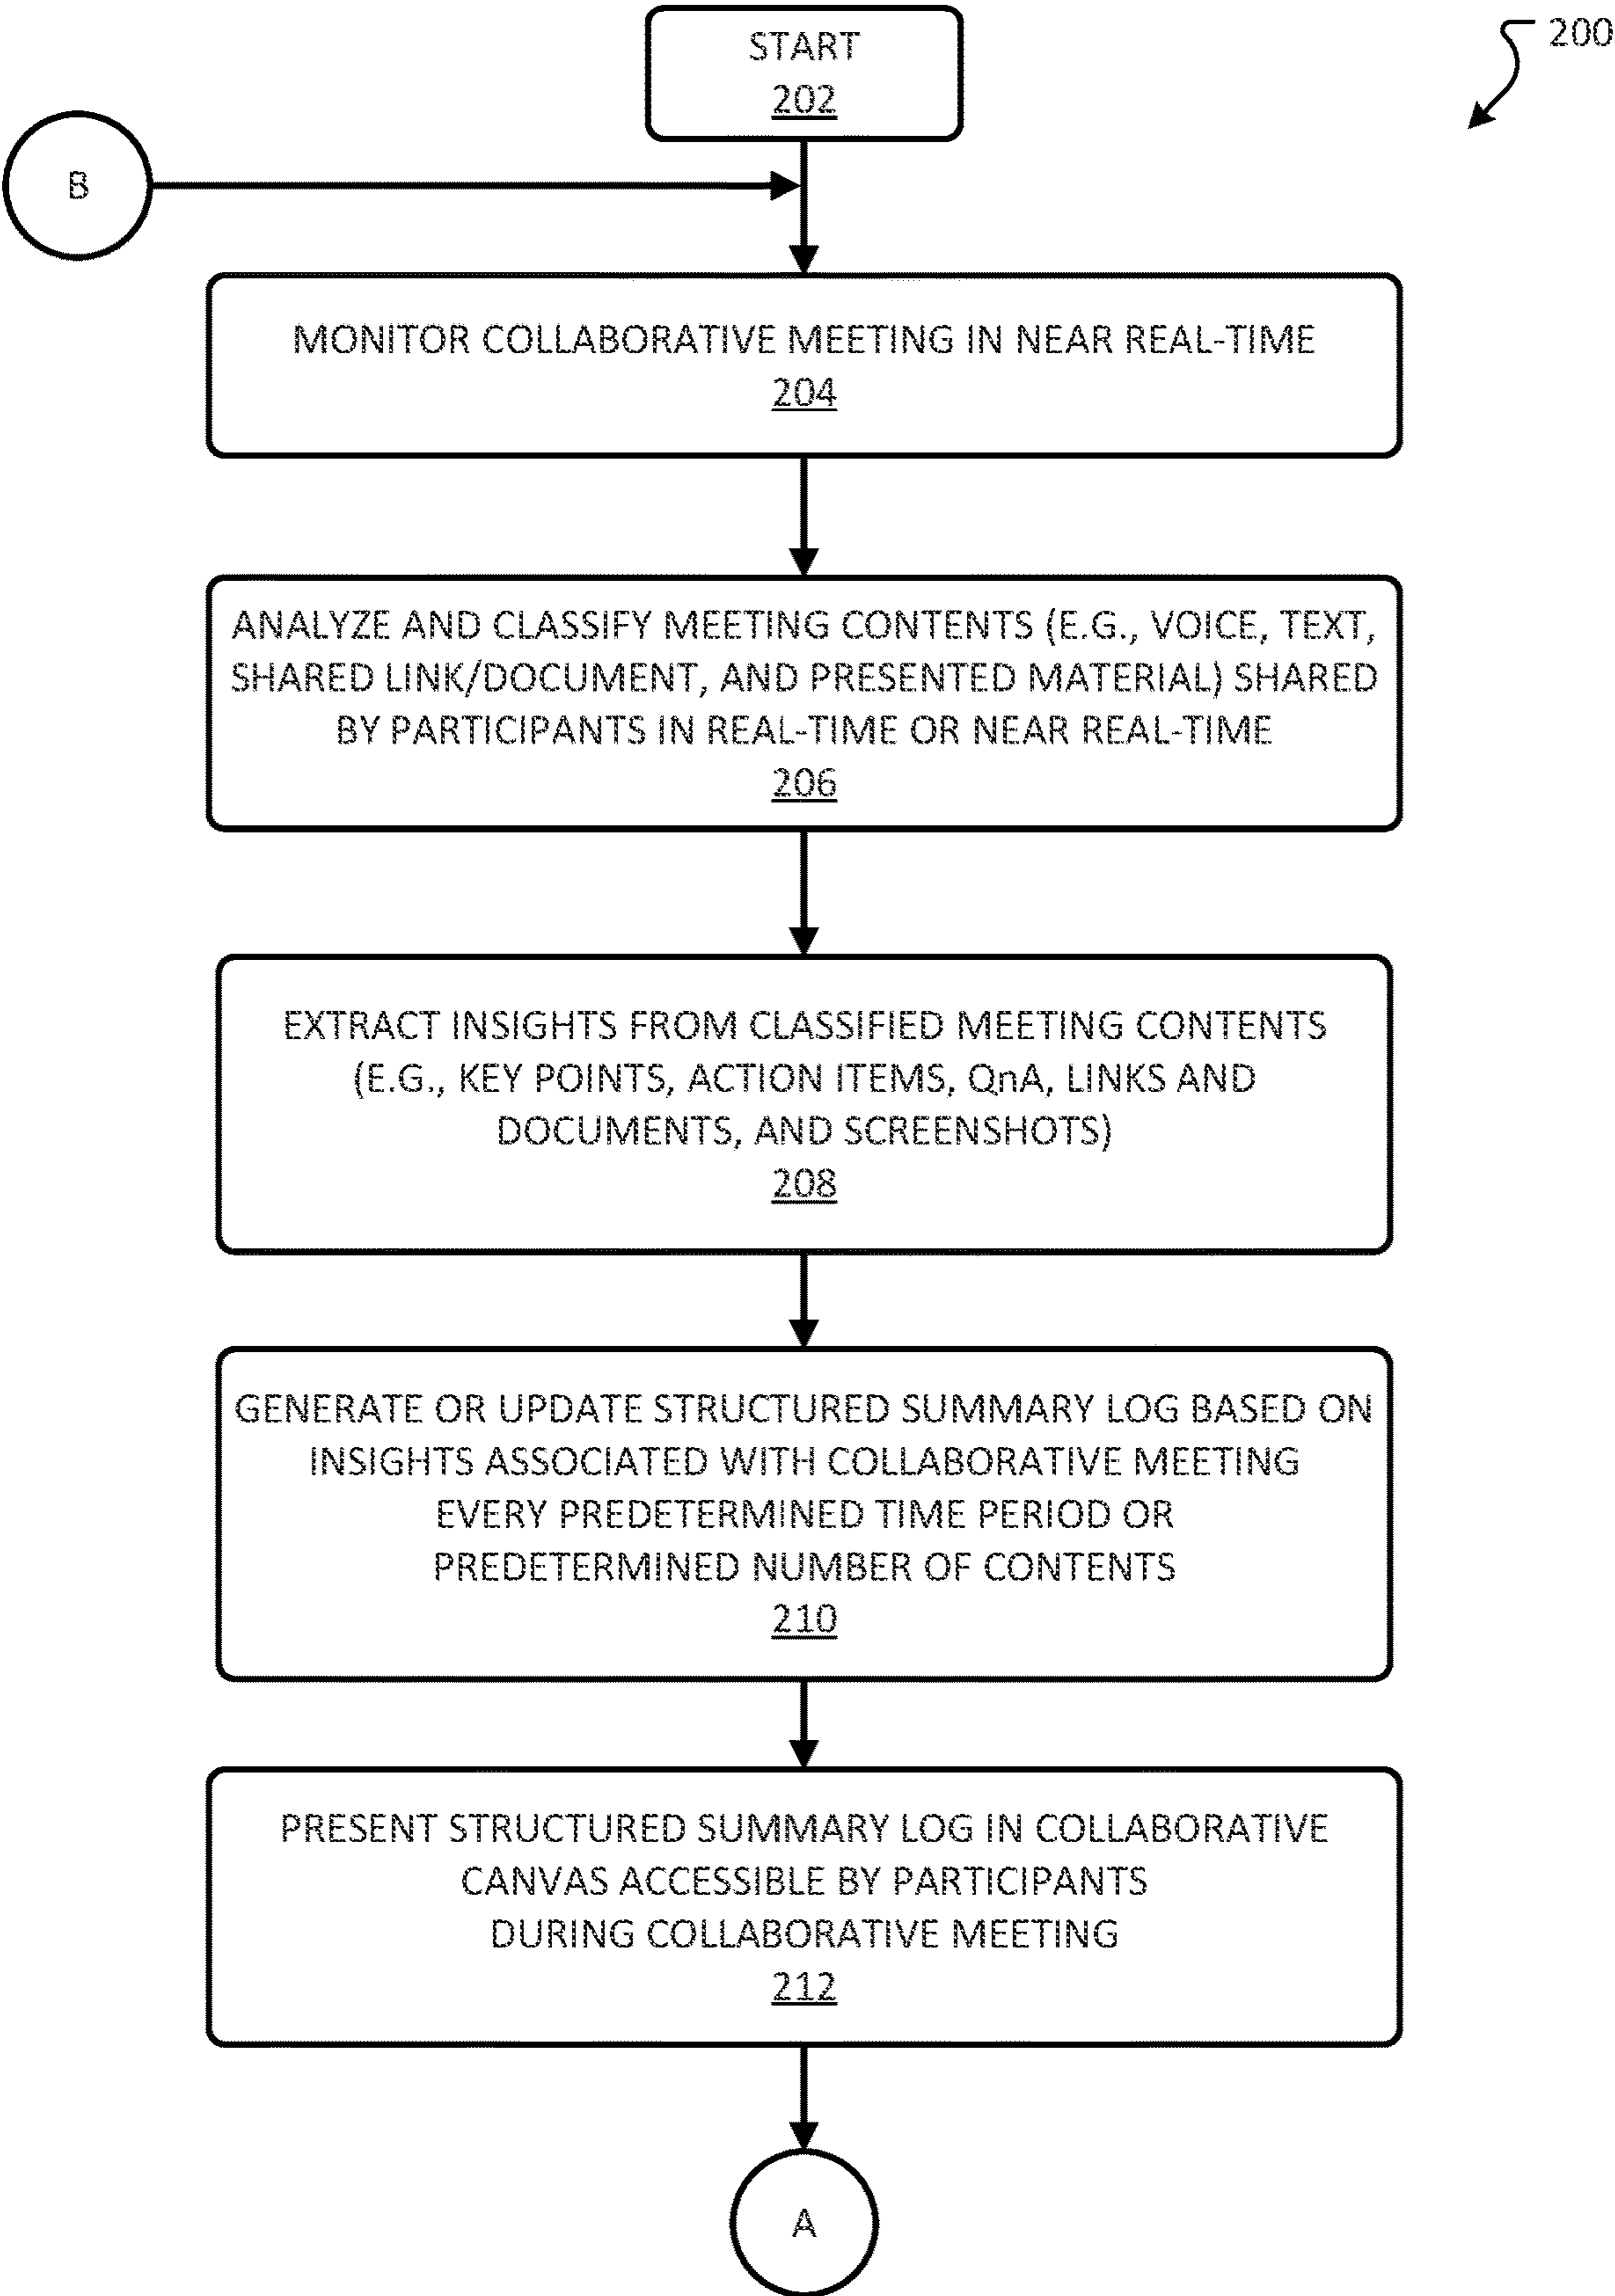 START
202
200
B
MONITOR COLLABORATIVE MEETING IN NEAR REAL-TIME
204
ANALYZE AND CLASSIFY MEETING CONTENTS (E.G., VOICE, TEXT,
SHARED LINK/DOCUMENT, AND PRESENTED MATERIAL) SHARED
BY PARTICIPANTS IN REAL-TIME OR NEAR REAL-TIME
206
EXTRACT INSIGHTS FROM CLASSIFIED MEETING CONTENTS
(E.G., KEY POINTS, ACTION ITEMS, QnA, LINKS AND
DOCUMENTS, AND SCREENSHOTS)
208
GENERATE OR UPDATE STRUCTURED SUMMARY LOG BASED ON
INSIGHTS ASSOCIATED WITH COLLABORATIVE MEETING
EVERY PREDETERMINED TIME PERIOD OR
PREDETERMINED NUMBER OF CONTENTS
210
PRESENT STRUCTURED SUMMARY LOG IN COLLABORATIVE
CANVAS ACCESSIBLE BY PARTICIPANTS
DURING COLLABORATIVE MEETING
212
A